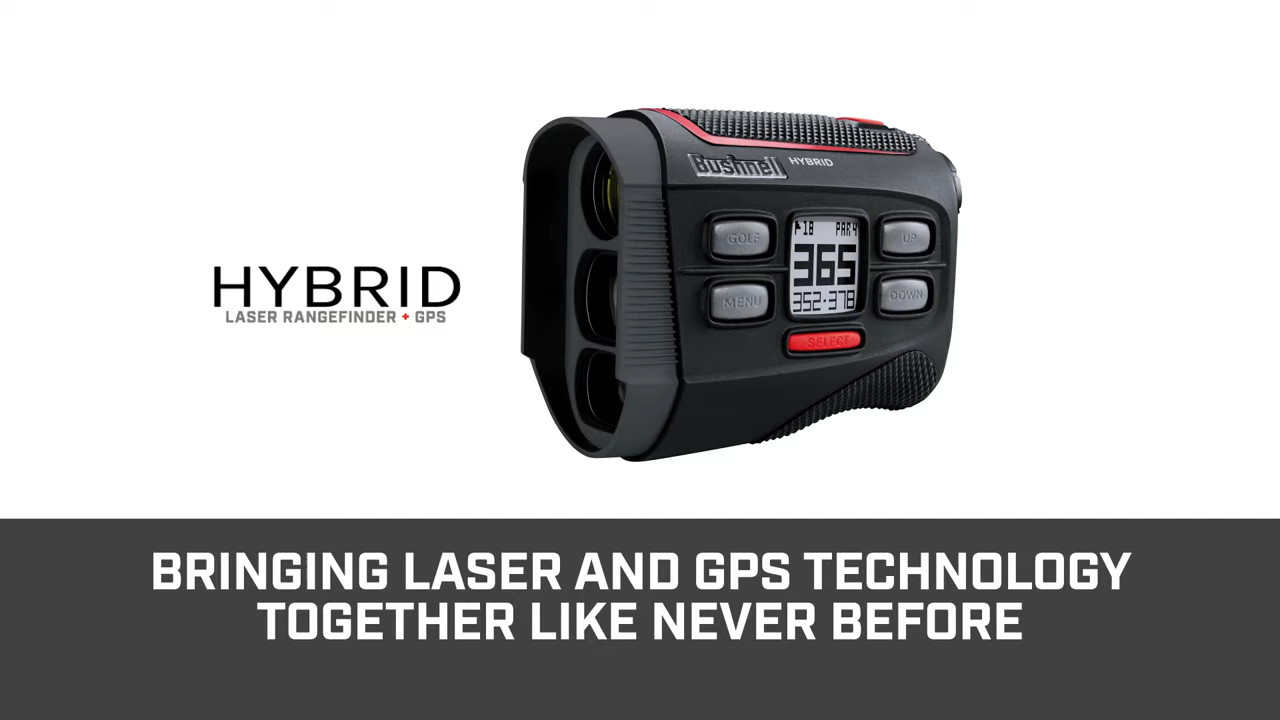 HYBRID
LASER RANGEFINDER + GPS
Bushnell HYBRID
GOLF
MENU
18 PAR 4
365
352·378
UP
DOWN
SELECT
BRINGING LASER AND GPS TECHNOLOGY
TOGETHER LIKE NEVER BEFORE